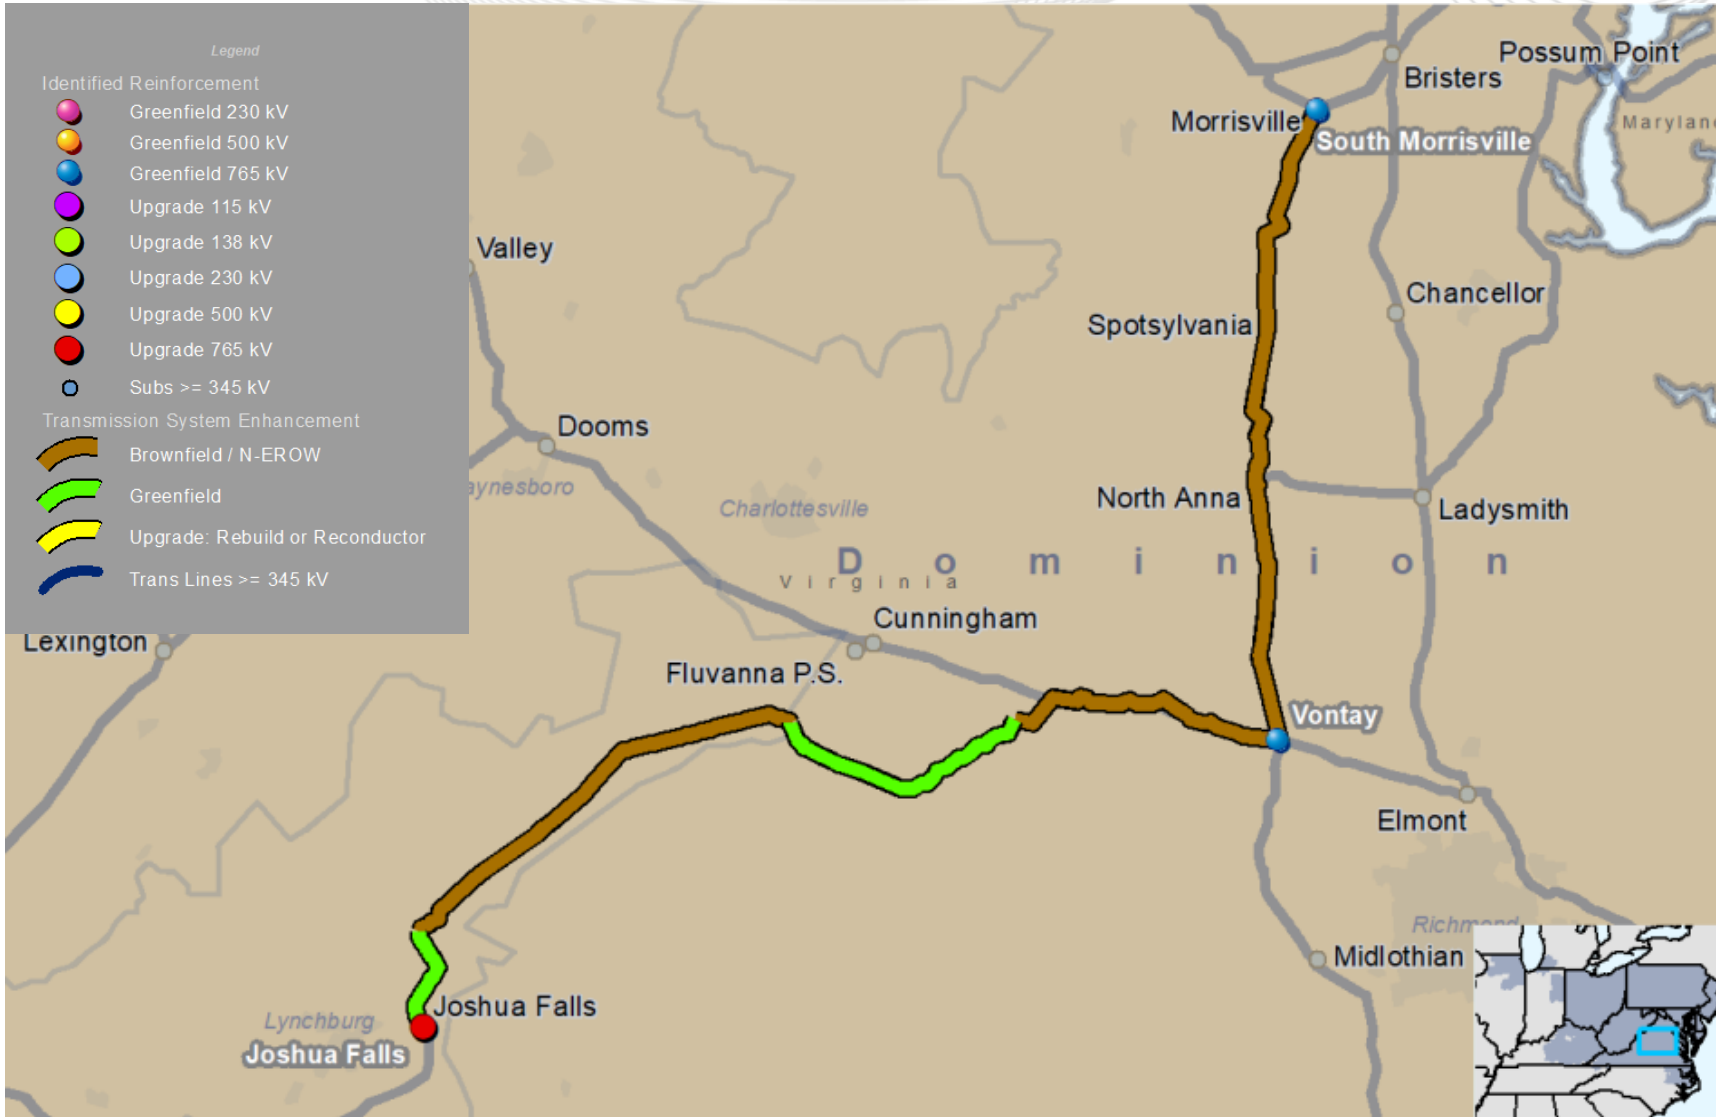 Legend
Identified Reinforcement
Greenfield 230 kV
Greenfield 500 kV
Greenfield 765 kV
Upgrade 115 kV
Upgrade 138 kV
Upgrade 230 kV
Upgrade 500 kV
Upgrade 765 kV
Subs >= 345 kV
Transmission System Enhancement
Brownfield / N-EROW
Greenfield
Upgrade: Rebuild or Reconductor
Trans Lines >= 345 kV
Possum Point
Bristers
Morrisville
Marylan
South Morrisville
Valley
Chancellor
Spotsylvania
Dooms
aynesboro
Charlottesville
North Anna
Ladysmith
Dominion
Virginia
Cunningham
Lexington
Fluvanna P.S.
Vontay
Elmont
Richmond
Midlothian
Joshua Falls
Lynchburg
Joshua Falls